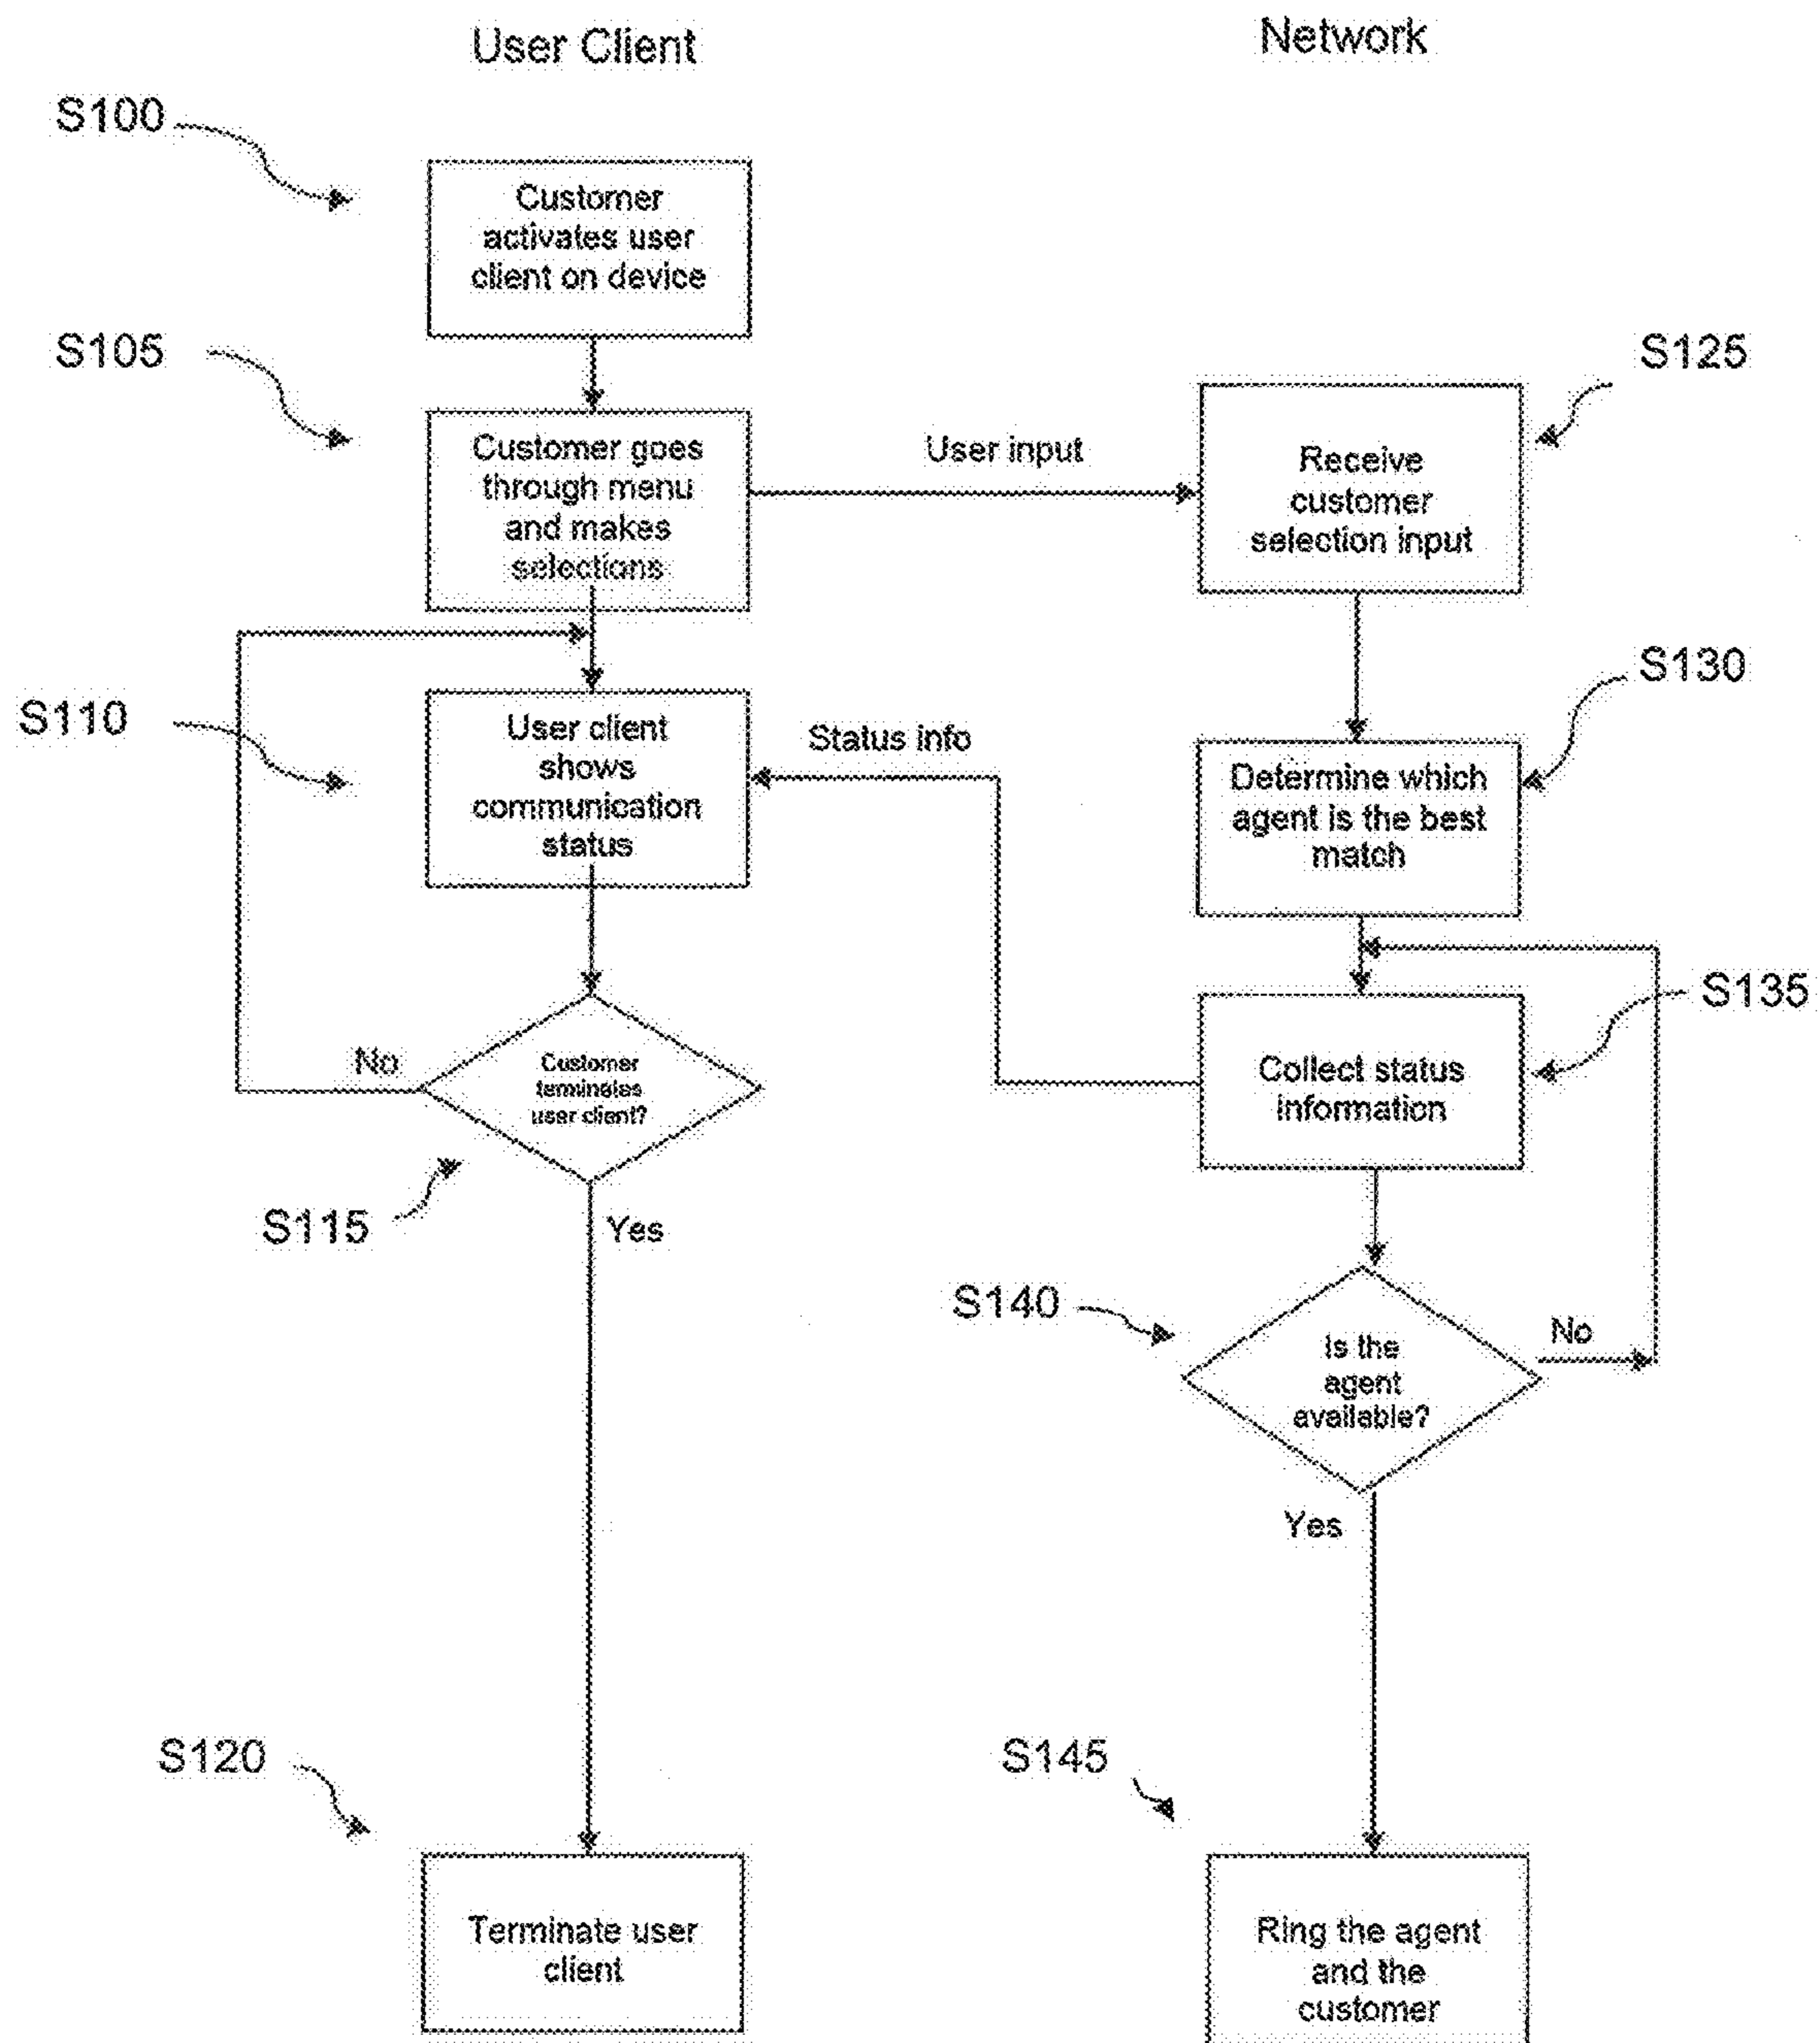 User Client
Network
S100
Customer
activates user
client on device
S105
Customer goes
through menu
and makes
selections
User input
S125
Receive
customer
selection input
S110
User client
shows
communication
status
Status info
S130
Determine which
agent is the best
match
S135
Collect status
information
No
Customer
terminates
user client?
S115
Yes
S140
Is the
agent
available?
No
Yes
S120
Terminate user
client
S145
Ring the agent
and the
customer